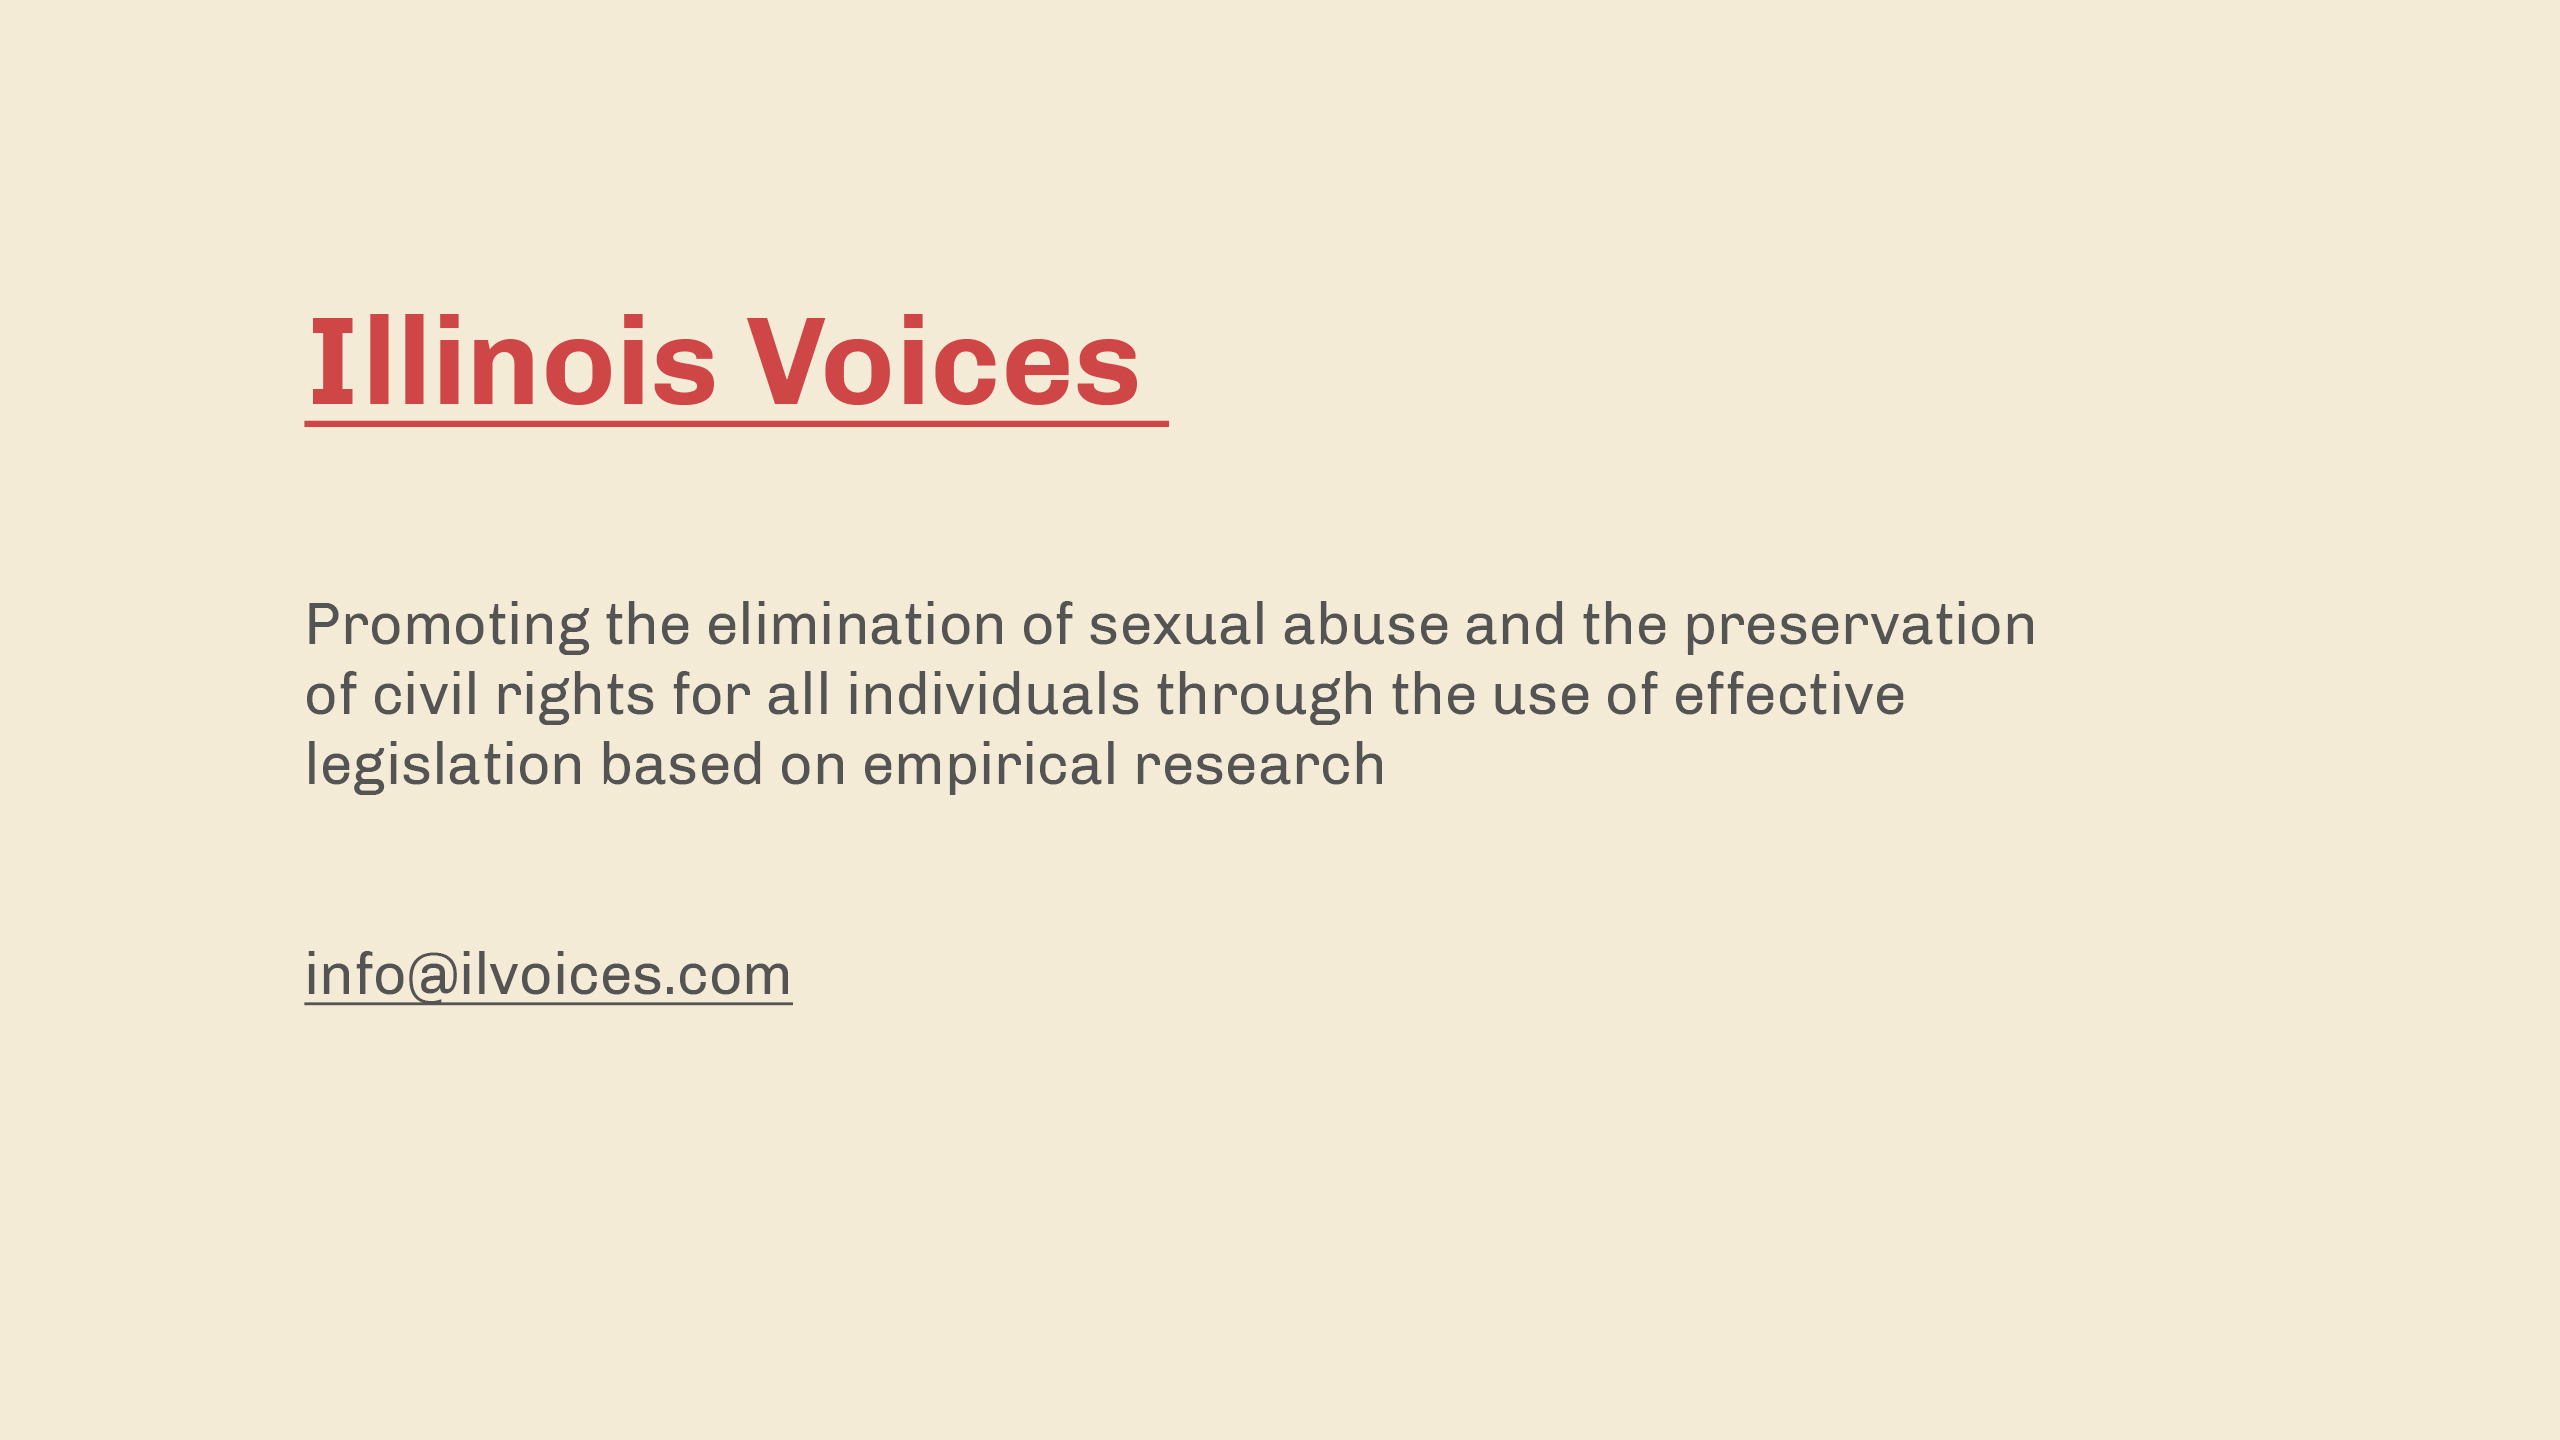 Illinois Voices
Promoting the elimination of sexual abuse and the preservation
of civil rights for all individuals through the use of effective
legislation based on empirical research
info@ilvoices.com